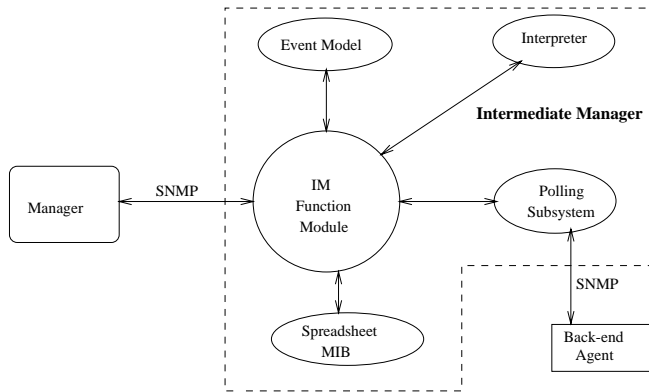 Event Model
Interpreter
Intermediate Manager
SNMP
Manager
IM
Function
Module
Polling
Subsystem
SNMP
Spreadsheet
MIB
Back-end
Agent